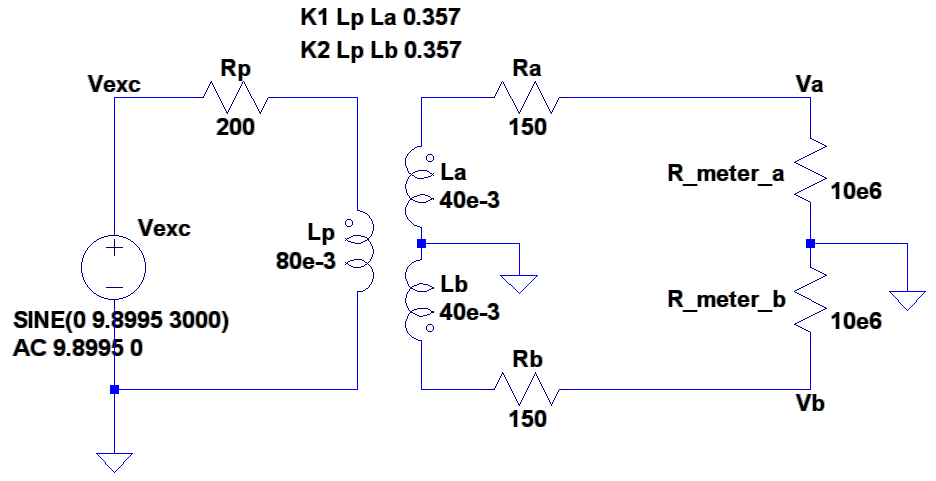 K1 Lp La 0.357
K2 Lp Lb 0.357
Vexc
Rp
200
Ra
150
Va
R_meter_a
10e6
La
40e-3
Vexc
Lp
80e-3
Lb
40e-3
R_meter_b
10e6
SINE(0 9.8995 3000)
AC 9.8995 0
Rb
150
Vb